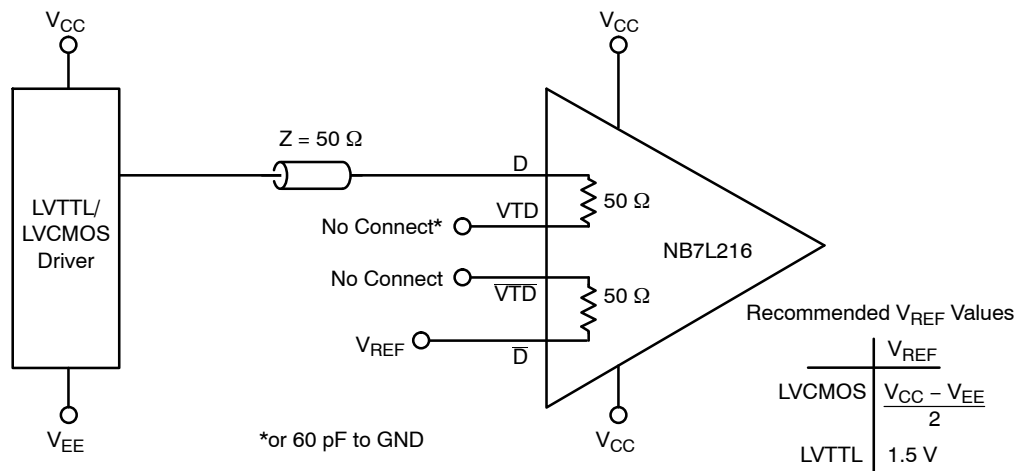 VCC
VCC
Z = 50 Ω
D
LVTTL/
LVCMOS
Driver
50 Ω
VTD
No Connect*
NB7L216
No Connect
VTD
50 Ω
Recommended VREF Values
VREF
D
VREF
LVCMOS
VCC − VEE
2
VEE
*or 60 pF to GND
VCC
LVTTL
1.5 V